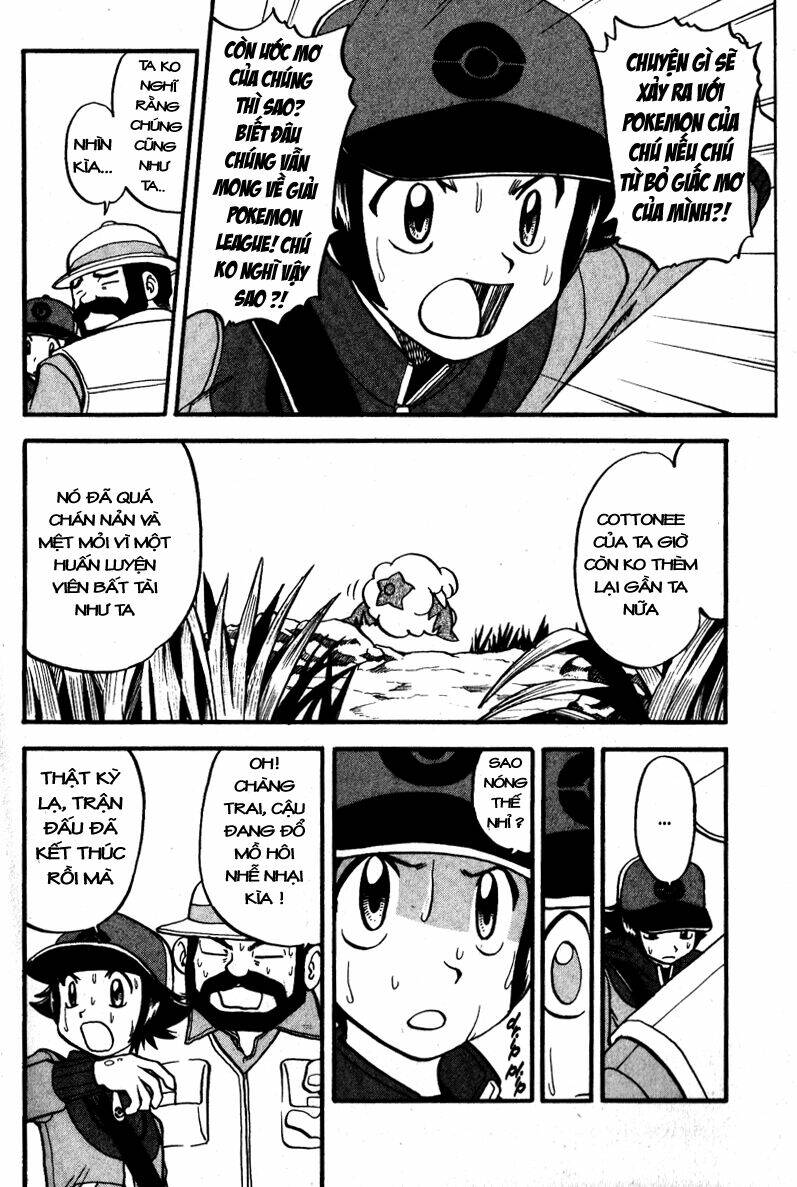 CHUYỆN GÌ SẼ
XẢY RA VỚI
POKEMON CỦA
CHÚ NẾU CHÚ
TỪ BỎ GIẤC MƠ
CỦA MÌNH?!
CÒN ƯỚC MƠ
CỦA CHÚNG
THÌ SAO?
BIẾT ĐÂU
CHÚNG VẪN
MONG VỀ GIẢI
POKEMON
LEAGUE! CHÚ
KO NGHĨ VẬY
SAO ?!
TA KO
NGHĨ
RẰNG
CHÚNG
CŨNG
NHƯ
TA..
NHÌN
KÌA...
COTTONEE
CỦA TA GIỜ
CÒN KO THÈM
LẠI GẦN TA
NỮA
NÓ ĐÃ QUÁ
CHÁN NẢN VÀ
MỆT MỎI VÌ MỘT
HUẤN LUYỆN
VIÊN BẤT TÀI
NHƯ TA
...
SAO
NÓNG
THẾ
NHỈ ?
OH!
CHÀNG
TRAI, CẬU
ĐANG ĐỔ
MỒ HÔI
NHỄ NHẠI
KÌA !
THẬT KỲ
LẠ, TRẬN
ĐẤU ĐÃ
KẾT THÚC
RỒI MÀ